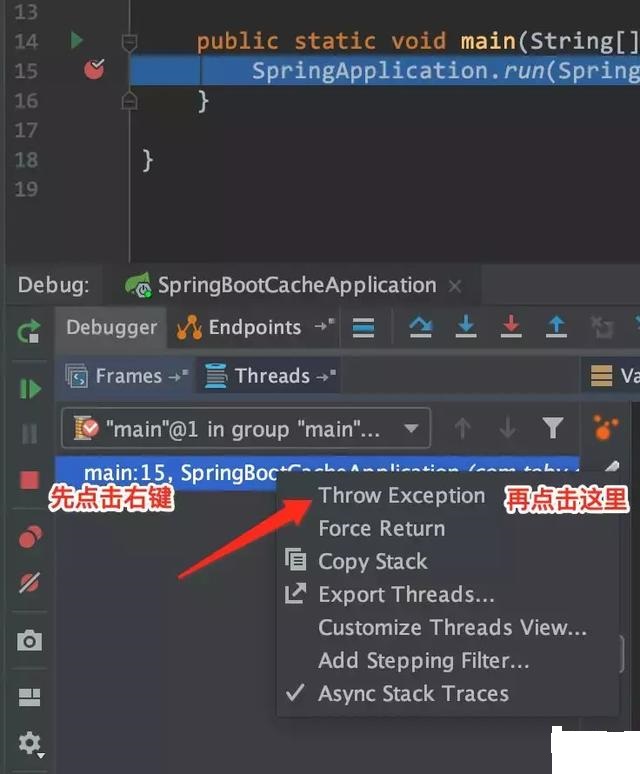 13
14 public static void main(String[]
15 SpringApplication.run(Spring
16 }
17
18 }
19
Debug: SpringBootCacheApplication
Debugger Endpoints
Frames Threads Va
"main"@1 in group "main"...
main:15, SpringBootCacheApplication
先点击右键
Throw Exception 再点击这里
Force Return
Copy Stack
Export Threads...
Customize Threads View...
Add Stepping Filter...
Async Stack Traces